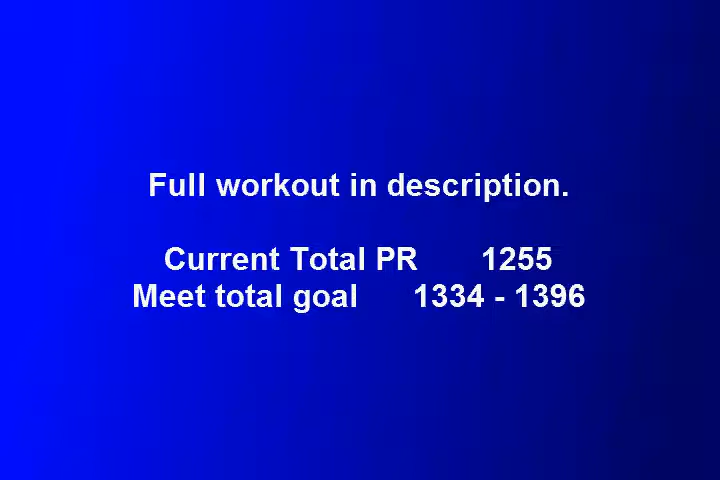 Full workout in description.
Current Total PR 1255
Meet total goal 1334 - 1396